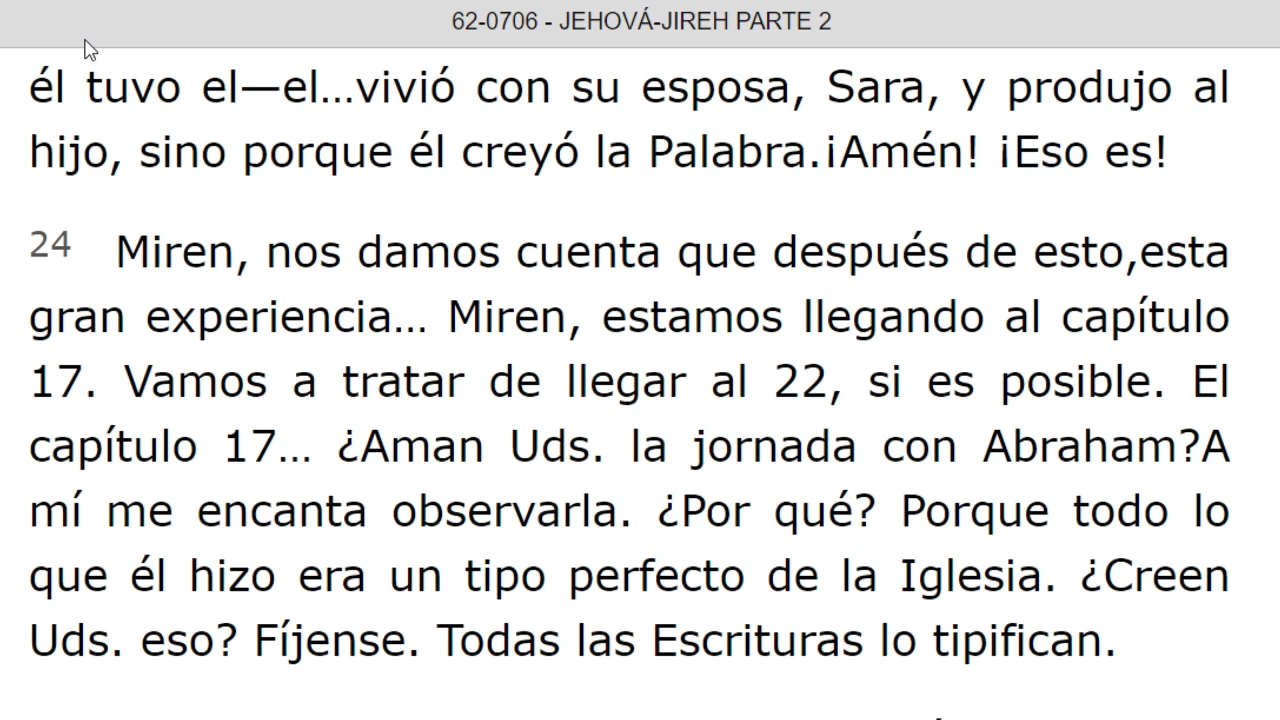 62-0706 - JEHOVÁ-JIREH PARTE 2
él tuvo el—el...vivió con su esposa, Sara, y produjo al
hijo, sino porque él creyó la Palabra.¡Amén! ¡Eso es!
24 Miren, nos damos cuenta que después de esto,esta
gran experiencia... Miren, estamos llegando al capítulo
17. Vamos a tratar de llegar al 22, si es posible. El
capítulo 17... ¿Aman Uds. la jornada con Abraham?A
mí me encanta observarla. ¿Por qué? Porque todo lo
que él hizo era un tipo perfecto de la Iglesia. ¿Creen
Uds. eso? Fíjense. Todas las Escrituras lo tipifican.